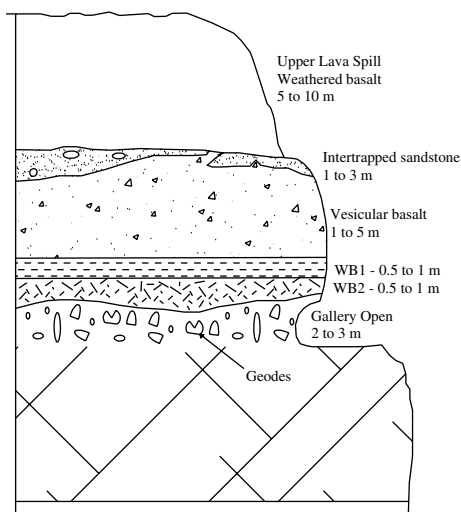 Upper Lava Spill
Weathered basalt
5 to 10 m
Intertrapped sandstone
1 to 3 m
Vesicular basalt
1 to 5 m
WB1 - 0.5 to 1 m
WB2 - 0.5 to 1 m
Gallery Open
2 to 3 m
Geodes